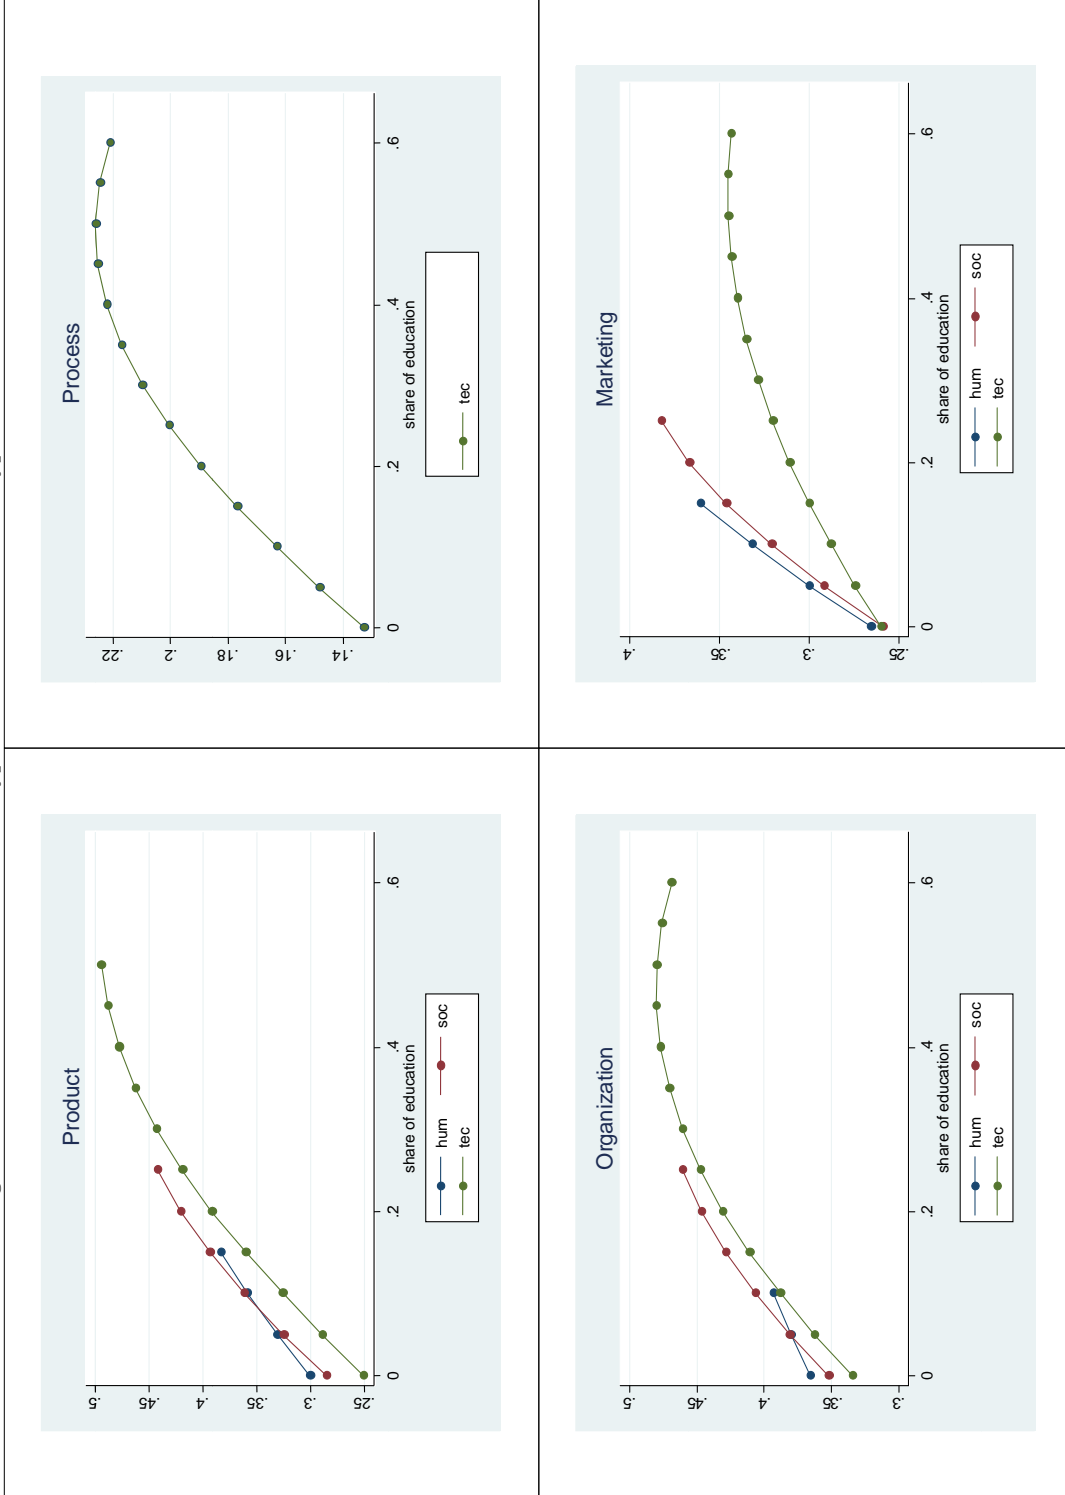 Product
.5
.45
.4
.35
.3
.25
0 .2 .4 .6
share of education
hum soc
tec
Process
.22
.2
.18
.16
.14
0 .2 .4 .6
share of education
tec
Organization
.5
.45
.4
.35
.3
0 .2 .4 .6
share of education
hum soc
tec
Marketing
.4
.35
.3
.25
0 .2 .4 .6
share of education
hum soc
tec